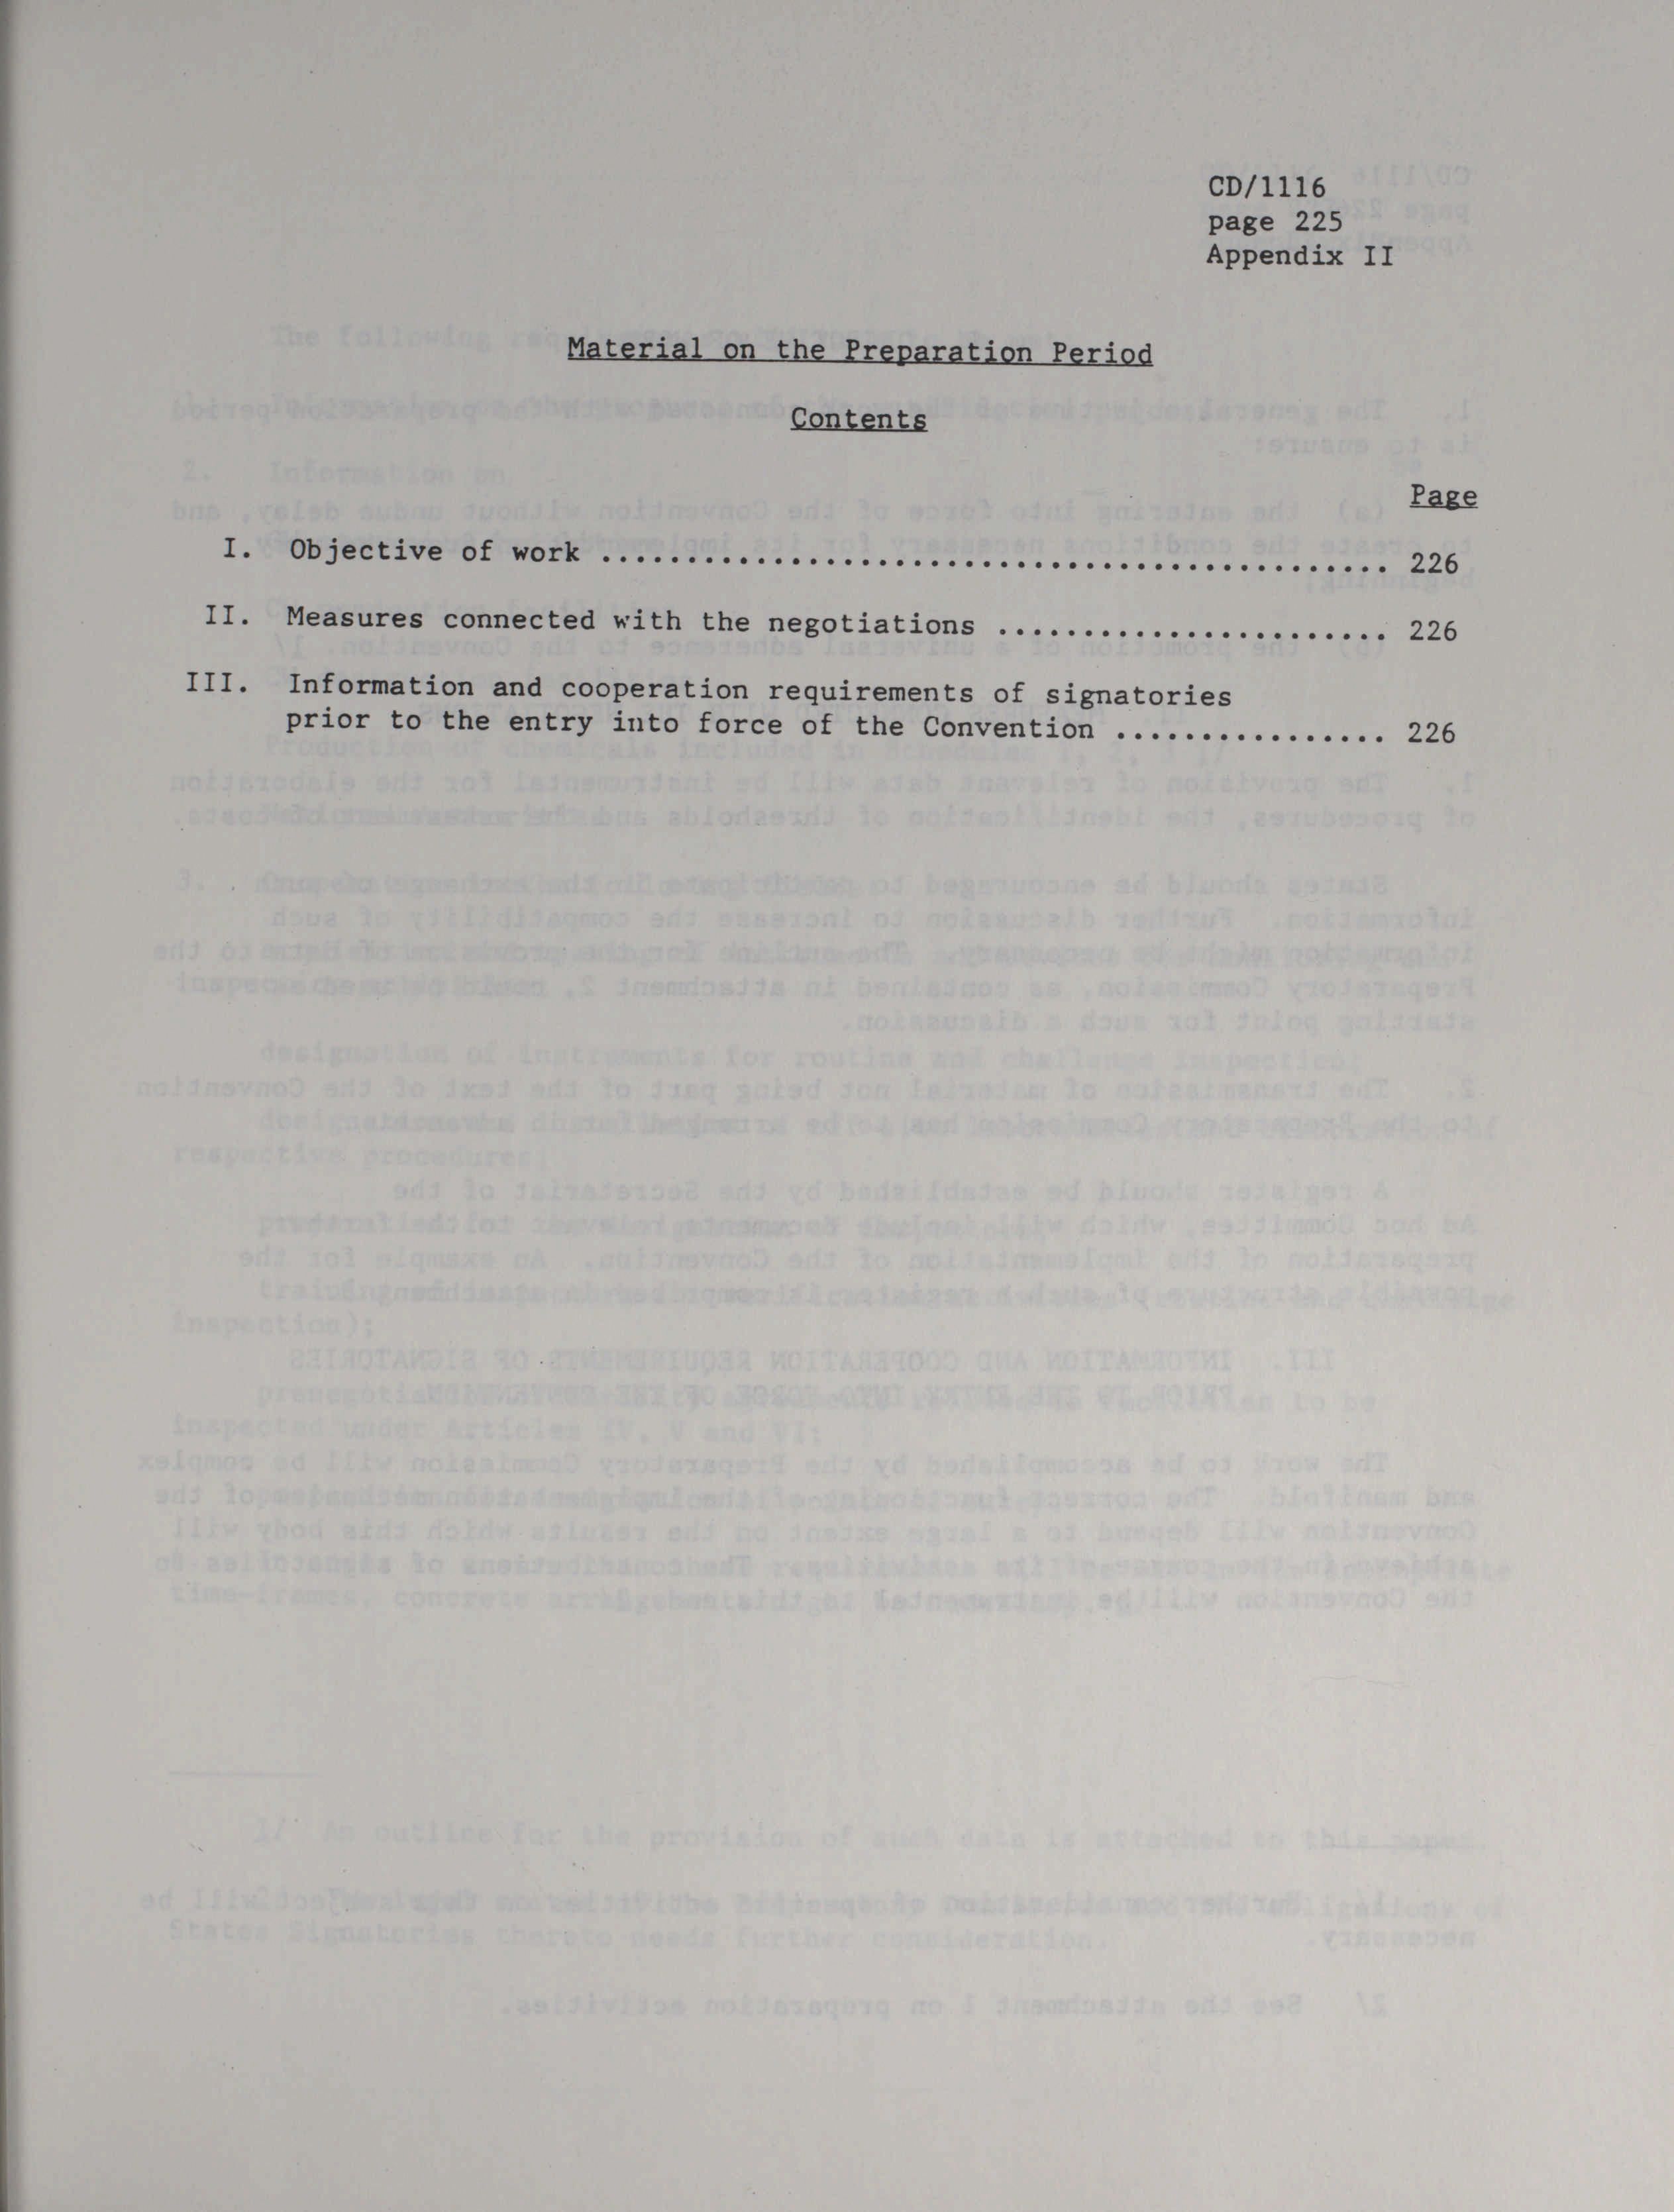 CD/1116
page 225
Appendix II
Material on the Preparation Period
Contents
Page
I. Objective of work .............................................. 226
II. Measures connected with the negotiations ....................... 226
III. Information and cooperation requirements of signatories
prior to the entry into force of the Convention ................ 226